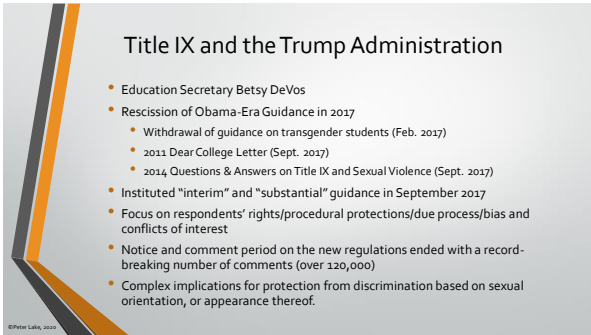 Title IX and the Trump Administration
Education Secretary Betsy DeVos
Rescission of Obama-Era Guidance in 2017
Withdrawal of guidance on transgender students (Feb. 2017)
2011 Dear College Letter (Sept. 2017)
2014 Questions & Answers on Title IX and Sexual Violence (Sept. 2017)
Instituted “interim” and “substantial” guidance in September 2017
Focus on respondents’ rights/procedural protections/due process/bias and
conflicts of interest
Notice and comment period on the new regulations ended with a record-
breaking number of comments (over 120,000)
Complex implications for protection from discrimination based on sexual
orientation, or appearance thereof.
©Peter Lake, 2020